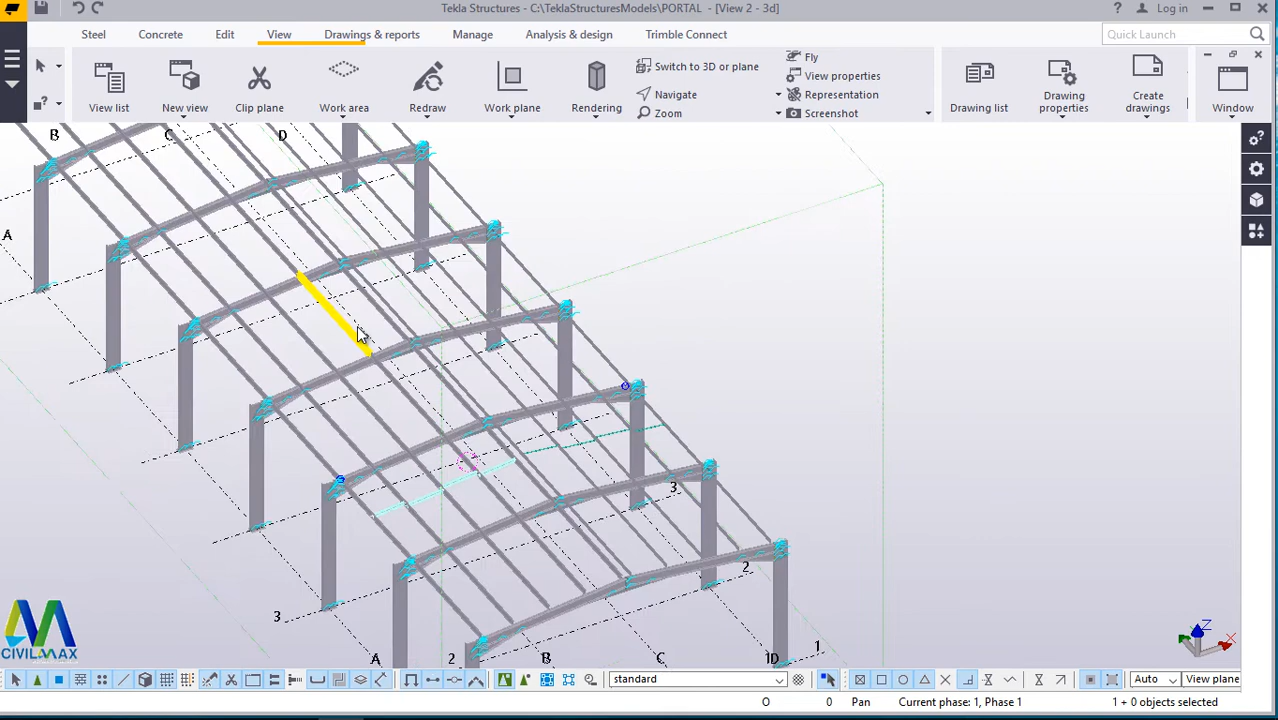 Tekla Structures - C:\TeklaStructuresModels\PORTAL - [View 2 - 3d]
? Log in
Steel Concrete Edit View Drawings & reports Manage Analysis & design Trimble Connect Quick Launch
Fly
Switch to 3D or plane View properties
Navigate Representation
Zoom Screenshot
View list New view Clip plane Work area Redraw Work plane Rendering Drawing list Drawing properties Create drawings Window
B C D
A
3
2
3
1
A 2 B C 1D
CIVILMAX
standard Auto View plane
O 0 Pan Current phase: 1, Phase 1 1 + 0 objects selected
Z
X